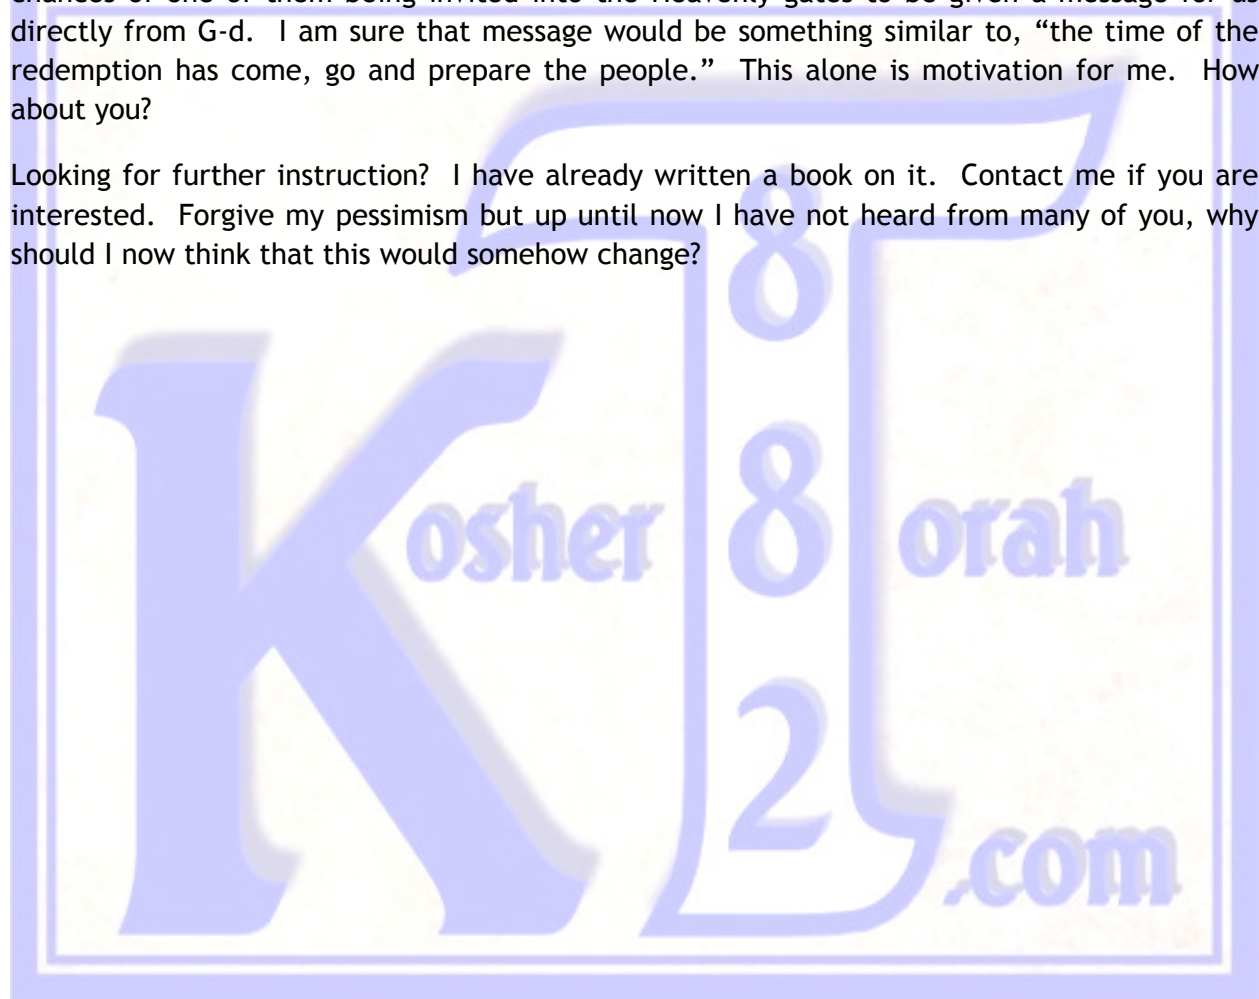 directly from G-d. I am sure that message would be something similar to, “the time of the
redemption has come, go and prepare the people.” This alone is motivation for me. How
about you?
Looking for further instruction? I have already written a book on it. Contact me if you are
interested. Forgive my pessimism but up until now I have not heard from many of you, why
should I now think that this would somehow change?
Kosher Torah
8
8
2
.com